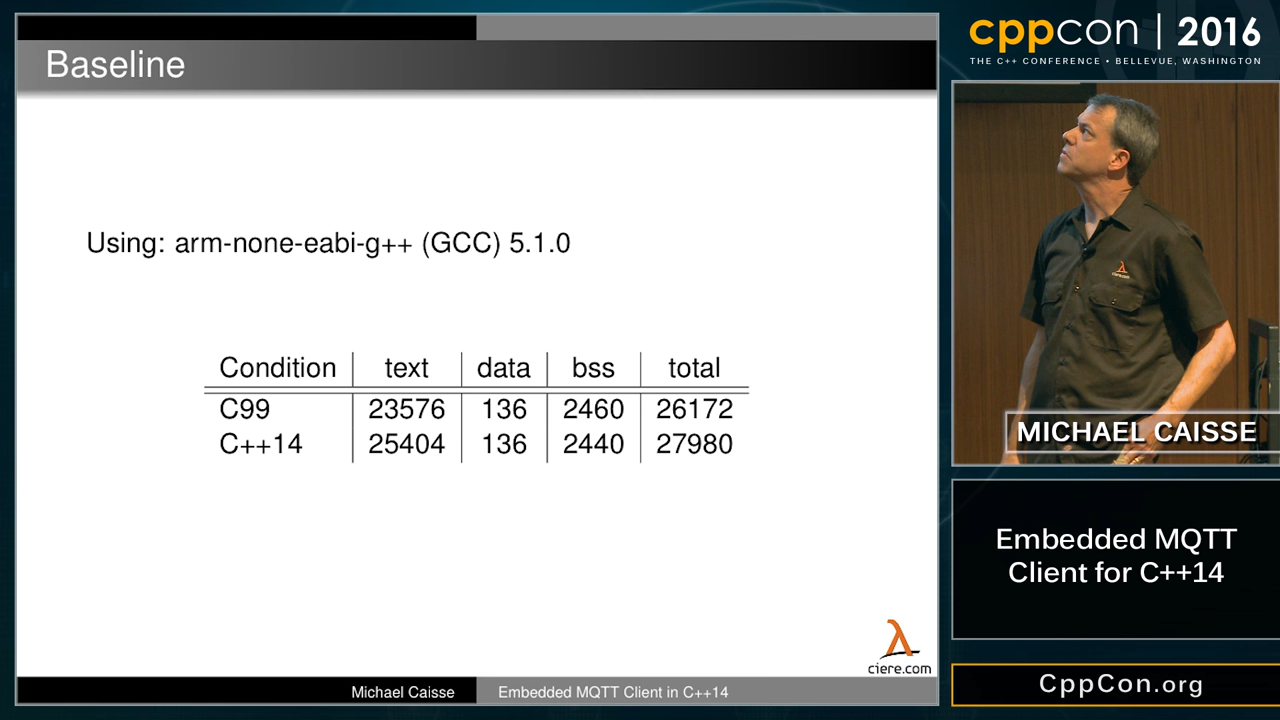 Baseline
Using: arm-none-eabi-g++ (GCC) 5.1.0
Condition text data bss total
C99 23576 136 2460 26172
C++14 25404 136 2440 27980
ciere.com
Michael Caisse Embedded MQTT Client in C++14
cppcon | 2016
THE C++ CONFERENCE • BELLEVUE, WASHINGTON
MICHAEL CAISSE
Embedded MQTT
Client for C++14
CppCon.org